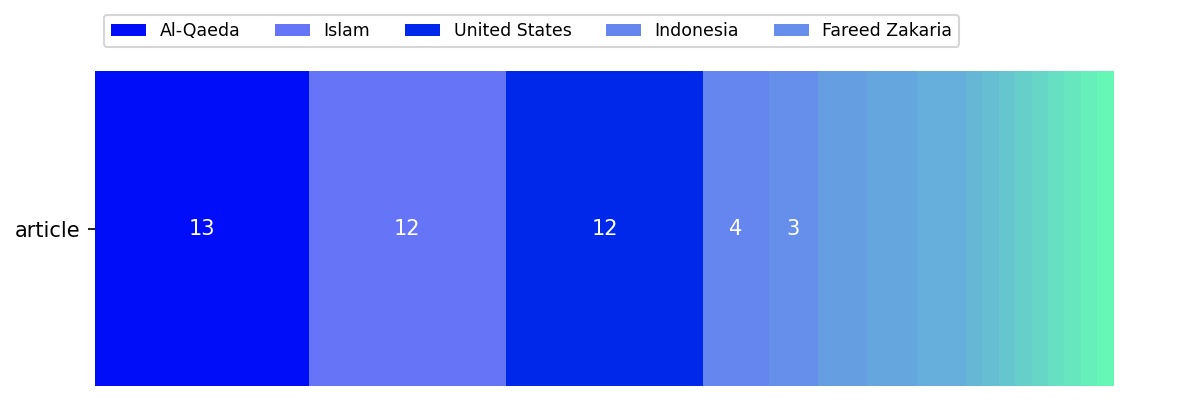 Al-Qaeda Islam United States Indonesia Fareed Zakaria
article 13 12 12 4 3